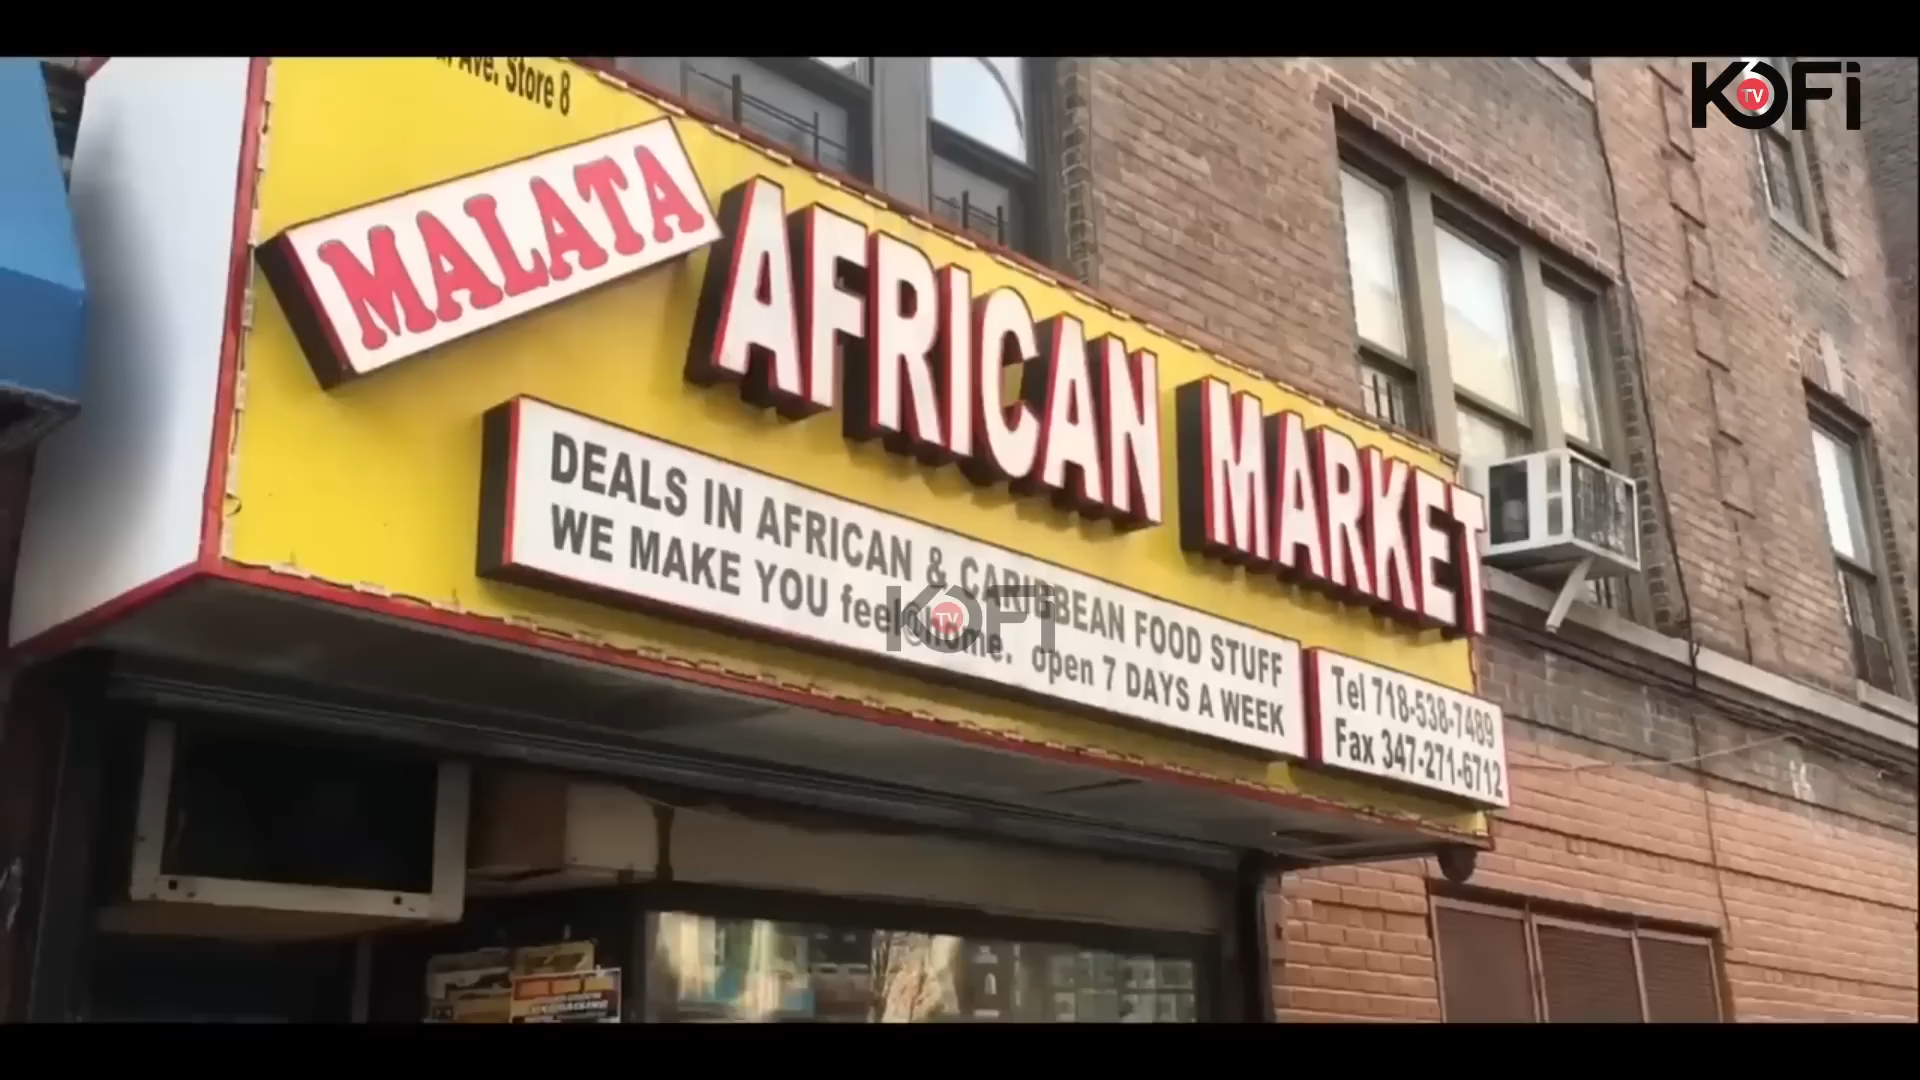 Ave. Store 8
KOFi
TV
MALATA
AFRICAN MARKET
DEALS IN AFRICAN & CARIBBEAN FOOD STUFF
WE MAKE YOU feel@home. open 7 DAYS A WEEK
KOFi
TV
Tel 718-538-7489
Fax 347-271-6712